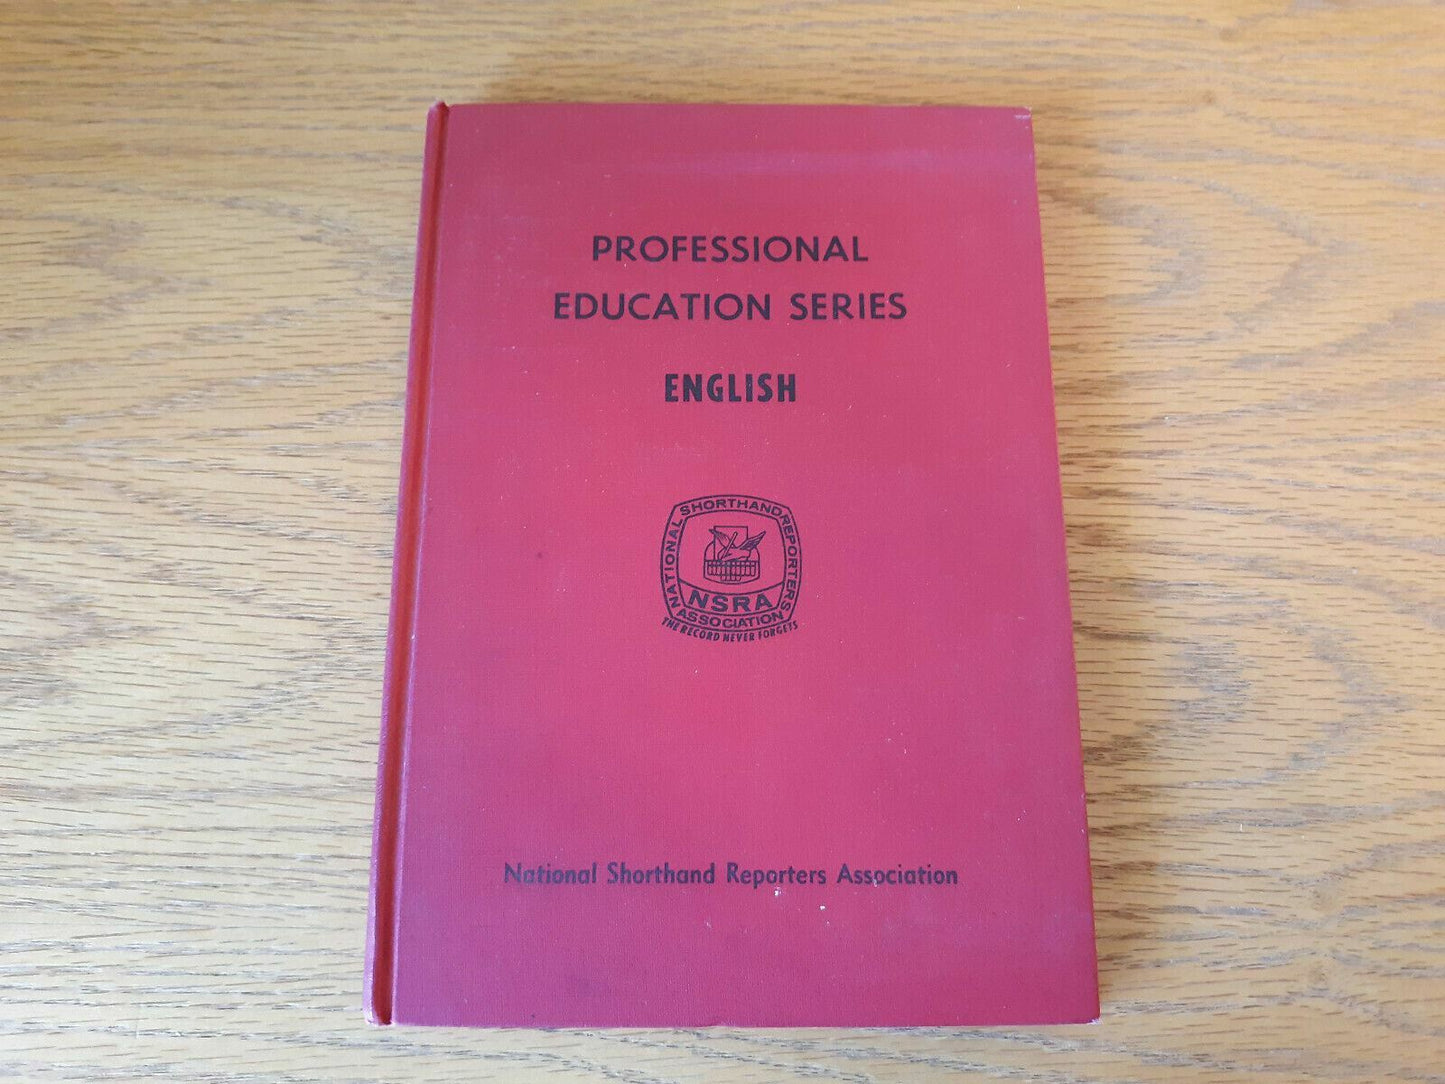 PROFESSIONAL
EDUCATION SERIES
ENGLISH
NATIONAL SHORTHAND REPORTERS
NSRA
ASSOCIATION
THE RECORD NEVER FORGETS
National Shorthand Reporters Association